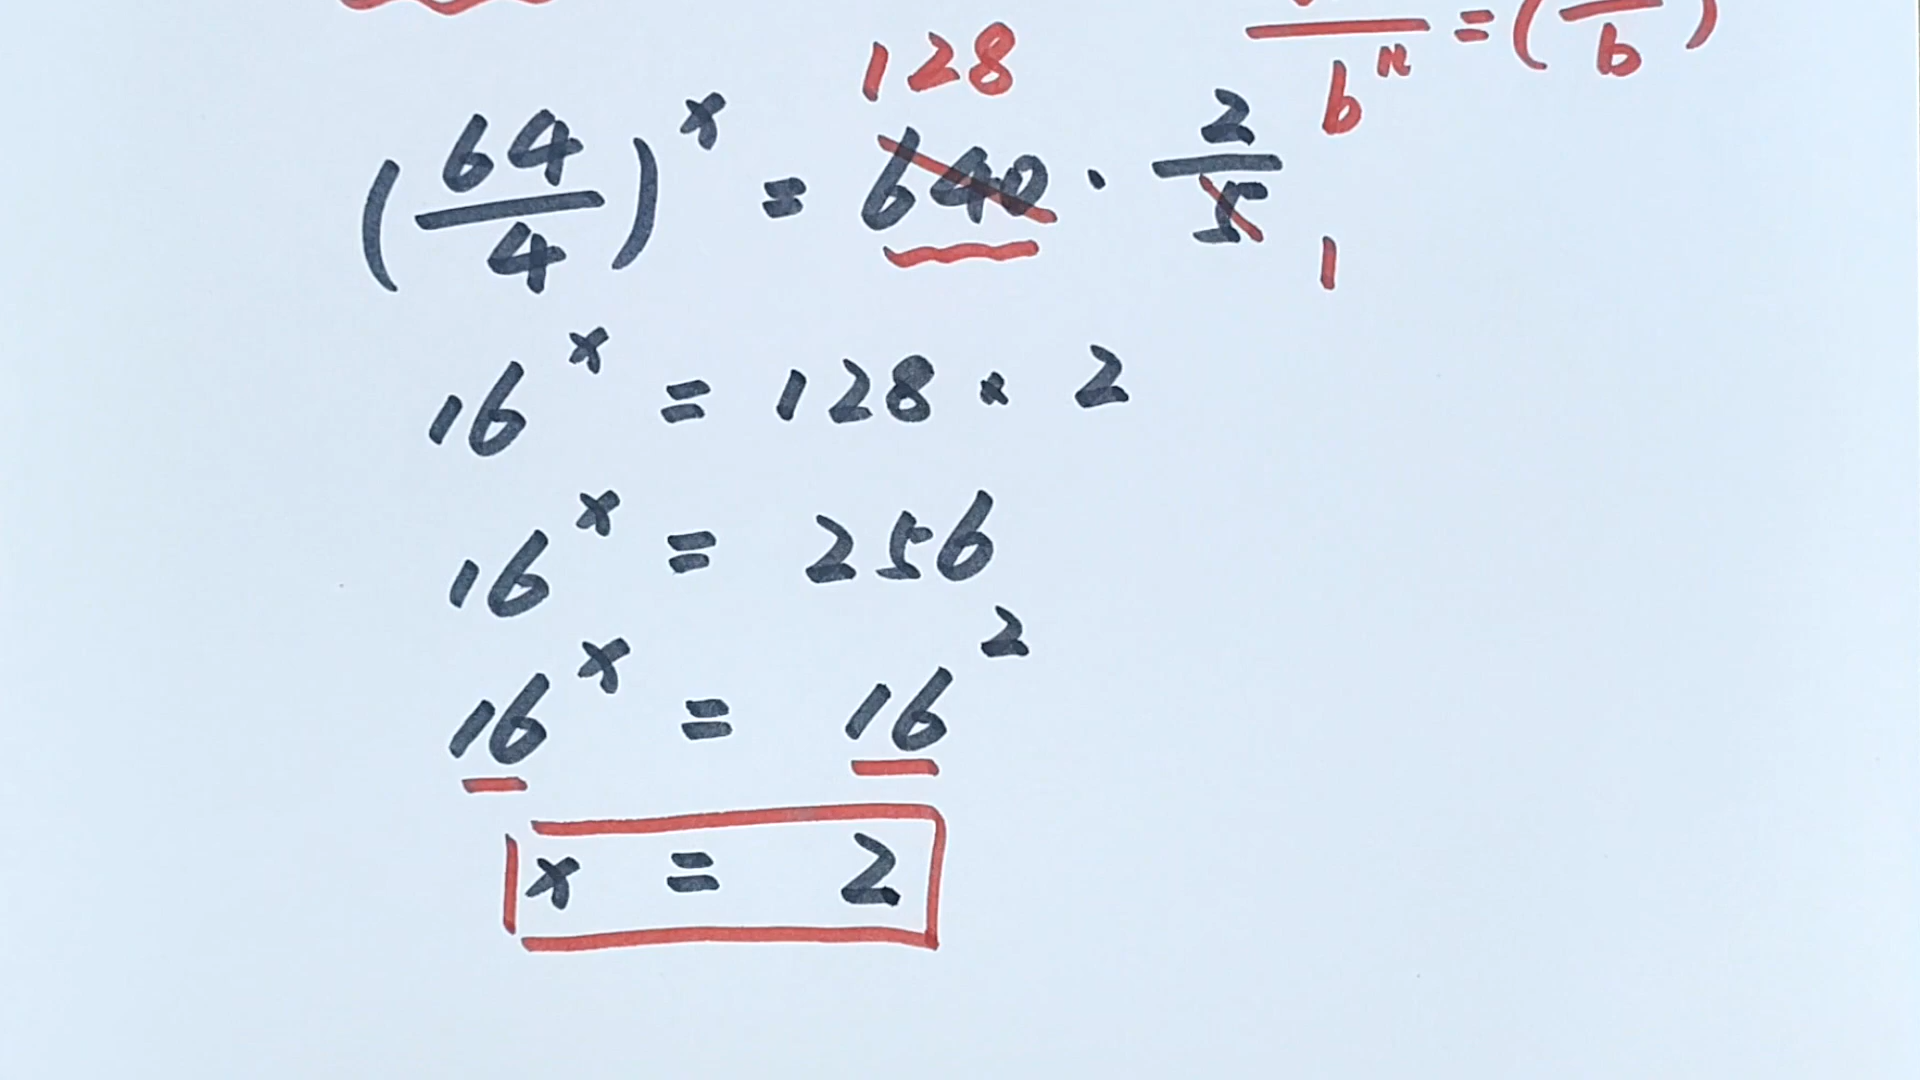 b^n = ( /b )
128
(64/4)^x = 640 · 2/5
1
16^x = 128 × 2
16^x = 256
16^x = 16^2
x = 2